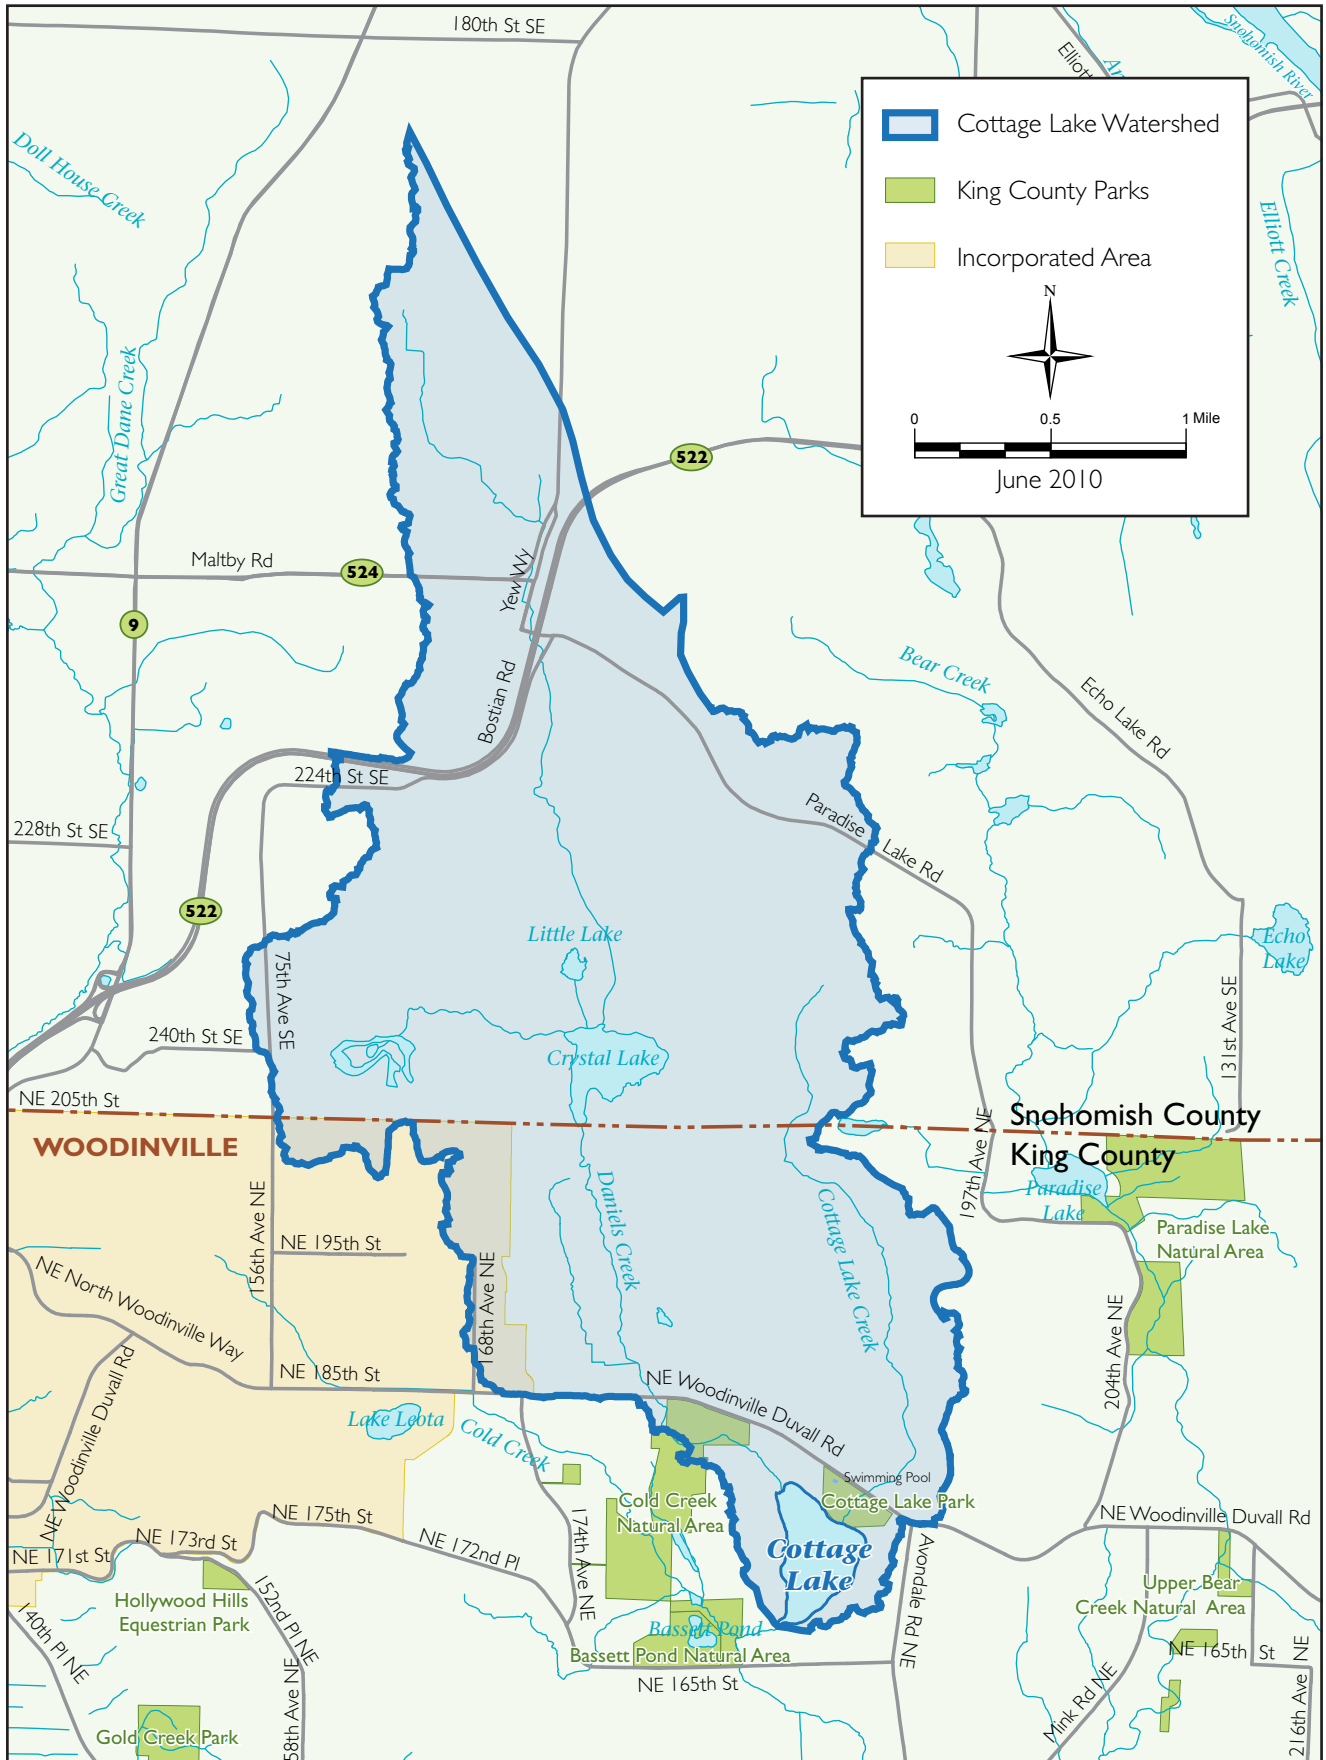 180th St SE
Snohomish River
Elliott
Ar
Cottage Lake Watershed
King County Parks
Incorporated Area
N
0
0.5
1 Mile
June 2010
Doll House Creek
Elliott Creek
Great Dane Creek
522
Maltby Rd
524
Yew Wy
9
Bear Creek
Bostian Rd
Echo Lake Rd
224th St SE
Paradise
Lake Rd
228th St SE
522
Little Lake
Echo
Lake
75th Ave SE
131st Ave SE
240th St SE
Crystal Lake
NE 205th St
Snohomish County
King County
WOODINVILLE
197th Ave NE
Paradise
Lake
Paradise Lake
Natural Area
156th Ave NE
NE 195th St
Daniels Creek
Cottage Lake Creek
NE North Woodinville Way
168th Ave NE
204th Ave NE
NE 185th St
NE Woodinville Duvall Rd
NE Woodinville Duvall Rd
Lake Leota
Cold Creek
Swimming Pool
Cottage Lake Park
Cold Creek
Natural Area
NE 175th St
NE 173rd St
NE 171st St
NE 172nd Pl
174th Ave NE
NE Woodinville Duvall Rd
Cottage
Lake
Avondale Rd NE
Upper Bear
Creek Natural Area
Hollywood Hills
Equestrian Park
152nd Pl NE
140th Pl NE
Bassett Pond
Bassett Pond Natural Area
NE 165th St
NE 165th St
Mink Rd NE
216th Ave NE
58th Ave NE
Gold Creek Park